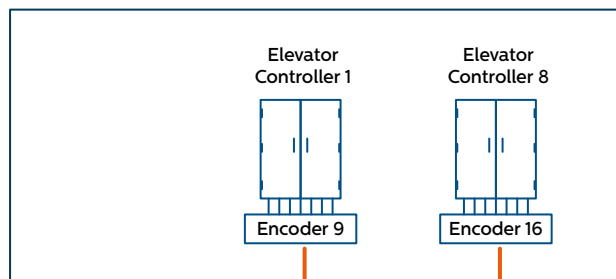 Elevator
Controller 1
Elevator
Controller 8
Encoder 9
Encoder 16